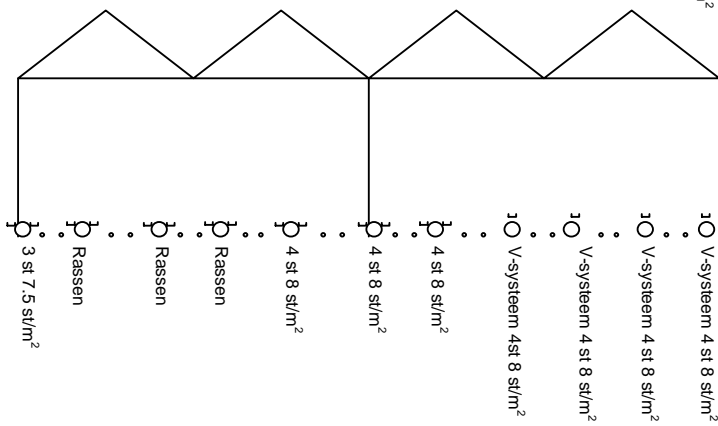 3 st 7.5 st/m²
Rassen
Rassen
Rassen
4 st 8 st/m²
4 st 8 st/m²
4 st 8 st/m²
V-systeem 4st 8 st/m²
V-systeem 4 st 8 st/m²
V-systeem 4 st 8 st/m²
V-systeem 4 st 8 st/m²